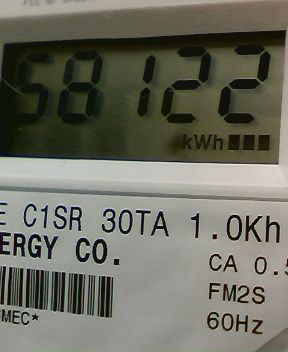 58122
kWh
E C1SR 30TA 1.0Kh
ERGY CO.
CA 0.5
FM2S
MEC*
60Hz